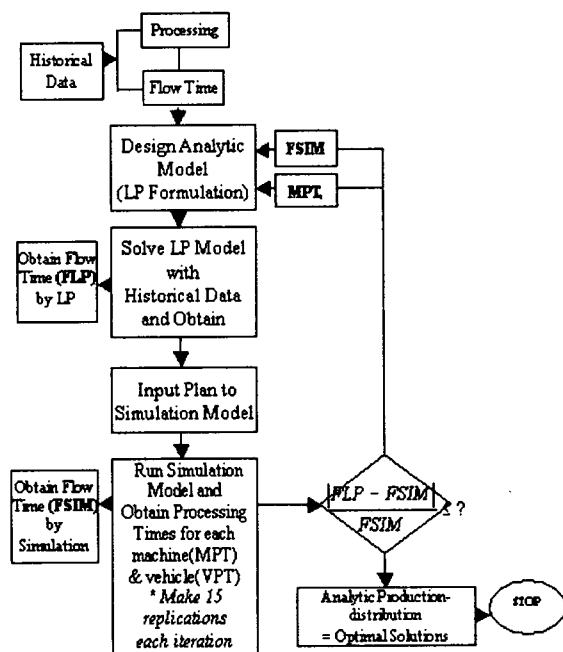 Processing
Historical
Data
Flow Time
Design Analytic
Model
(LP Formulation)
FSIM
MPT,
Solve LP Model
with
Historical Data
and Obtain
Obtain Flow
Time (FLP)
by LP
Input Plan to
Simulation Model
Run Simulation
Model and
Obtain Processing
Times for each
machine(MPT)
& vehicle(VPT)
* Make 15
replications
each iteration
Obtain Flow
Time (FSIM)
by
Simulation
|FLP - FSIM|
FSIM
≤ ?
Analytic Production-
distribution
= Optimal Solutions
STOP